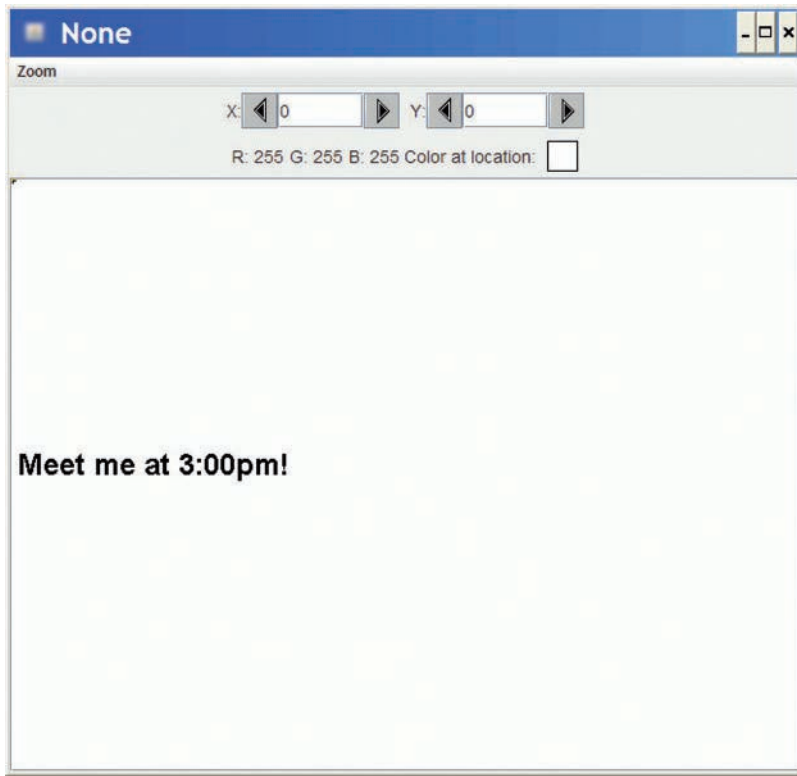 None
Zoom
X: 0 Y: 0
R: 255 G: 255 B: 255 Color at location:
Meet me at 3:00pm!